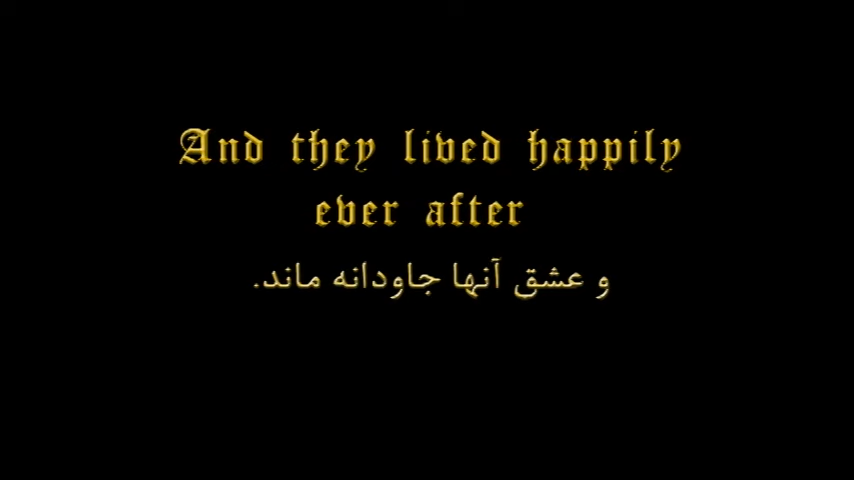 And they lived happily
ever after
و عشق آنها جاودانه ماند.